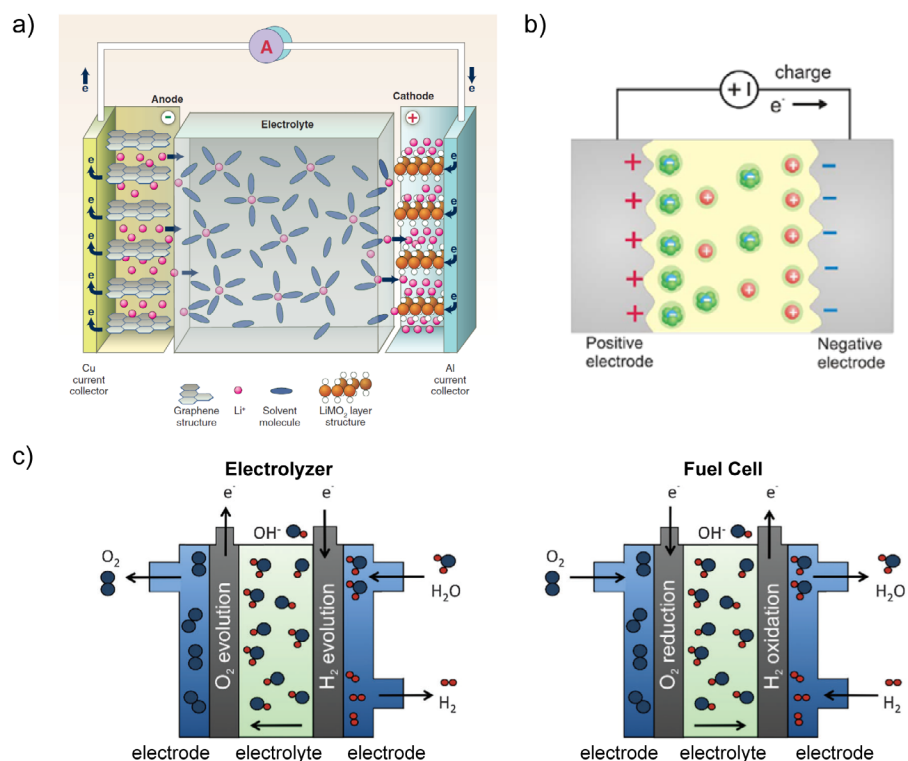 a)
A
e
e
Anode
Cathode
−
+
Electrolyte
e
e
e
e
e
e
e
e
e
e
Cu
current
collector
Al
current
collector
Graphene
structure
Li⁺
Solvent
molecule
LiMO₂ layer
structure
b)
+ I
charge
e⁻
+
+
+
+
+
−
−
−
−
−
Positive
electrode
Negative
electrode
c)
Electrolyzer
e⁻
e⁻
OH⁻
O₂
H₂O
O₂ evolution
H₂ evolution
H₂
electrode
electrolyte
electrode
Fuel Cell
e⁻
e⁻
OH⁻
O₂
H₂O
O₂ reduction
H₂ oxidation
H₂
electrode
electrolyte
electrode